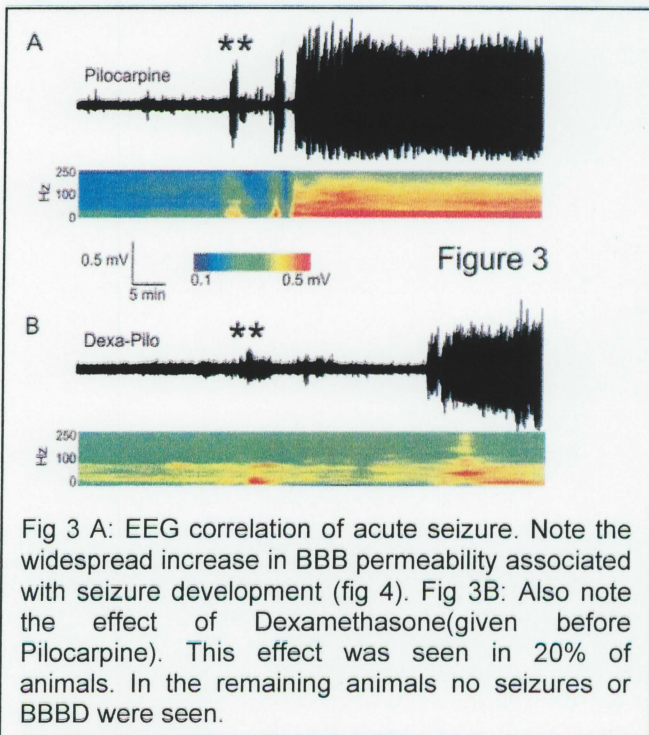 A
**
Pilocarpine
250
Hz 100
0
0.5 mV
5 min
0.1 0.5 mV
Figure 3
B
**
Dexa-Pilo
250
Hz 100
0
Fig 3 A: EEG correlation of acute seizure. Note the
widespread increase in BBB permeability associated
with seizure development (fig 4). Fig 3B: Also note
the effect of Dexamethasone(given before
Pilocarpine). This effect was seen in 20% of
animals. In the remaining animals no seizures or
BBBD were seen.